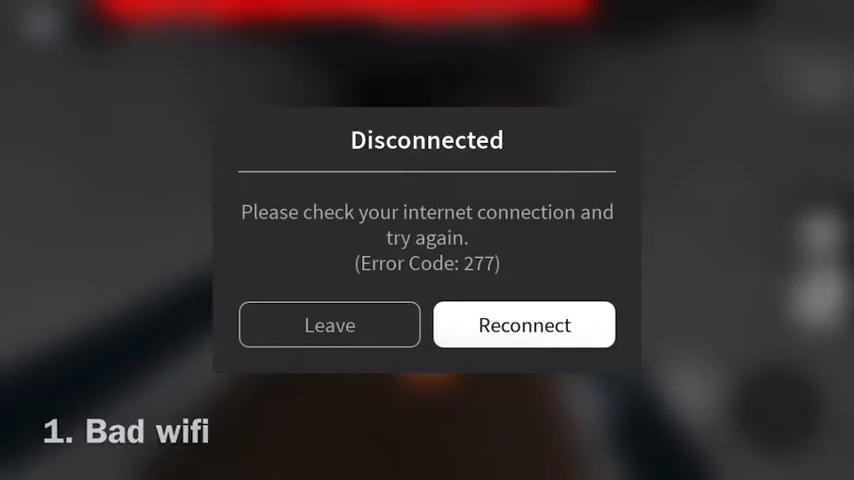 Disconnected
Please check your internet connection and
try again.
(Error Code: 277)
Leave
Reconnect
1. Bad wifi